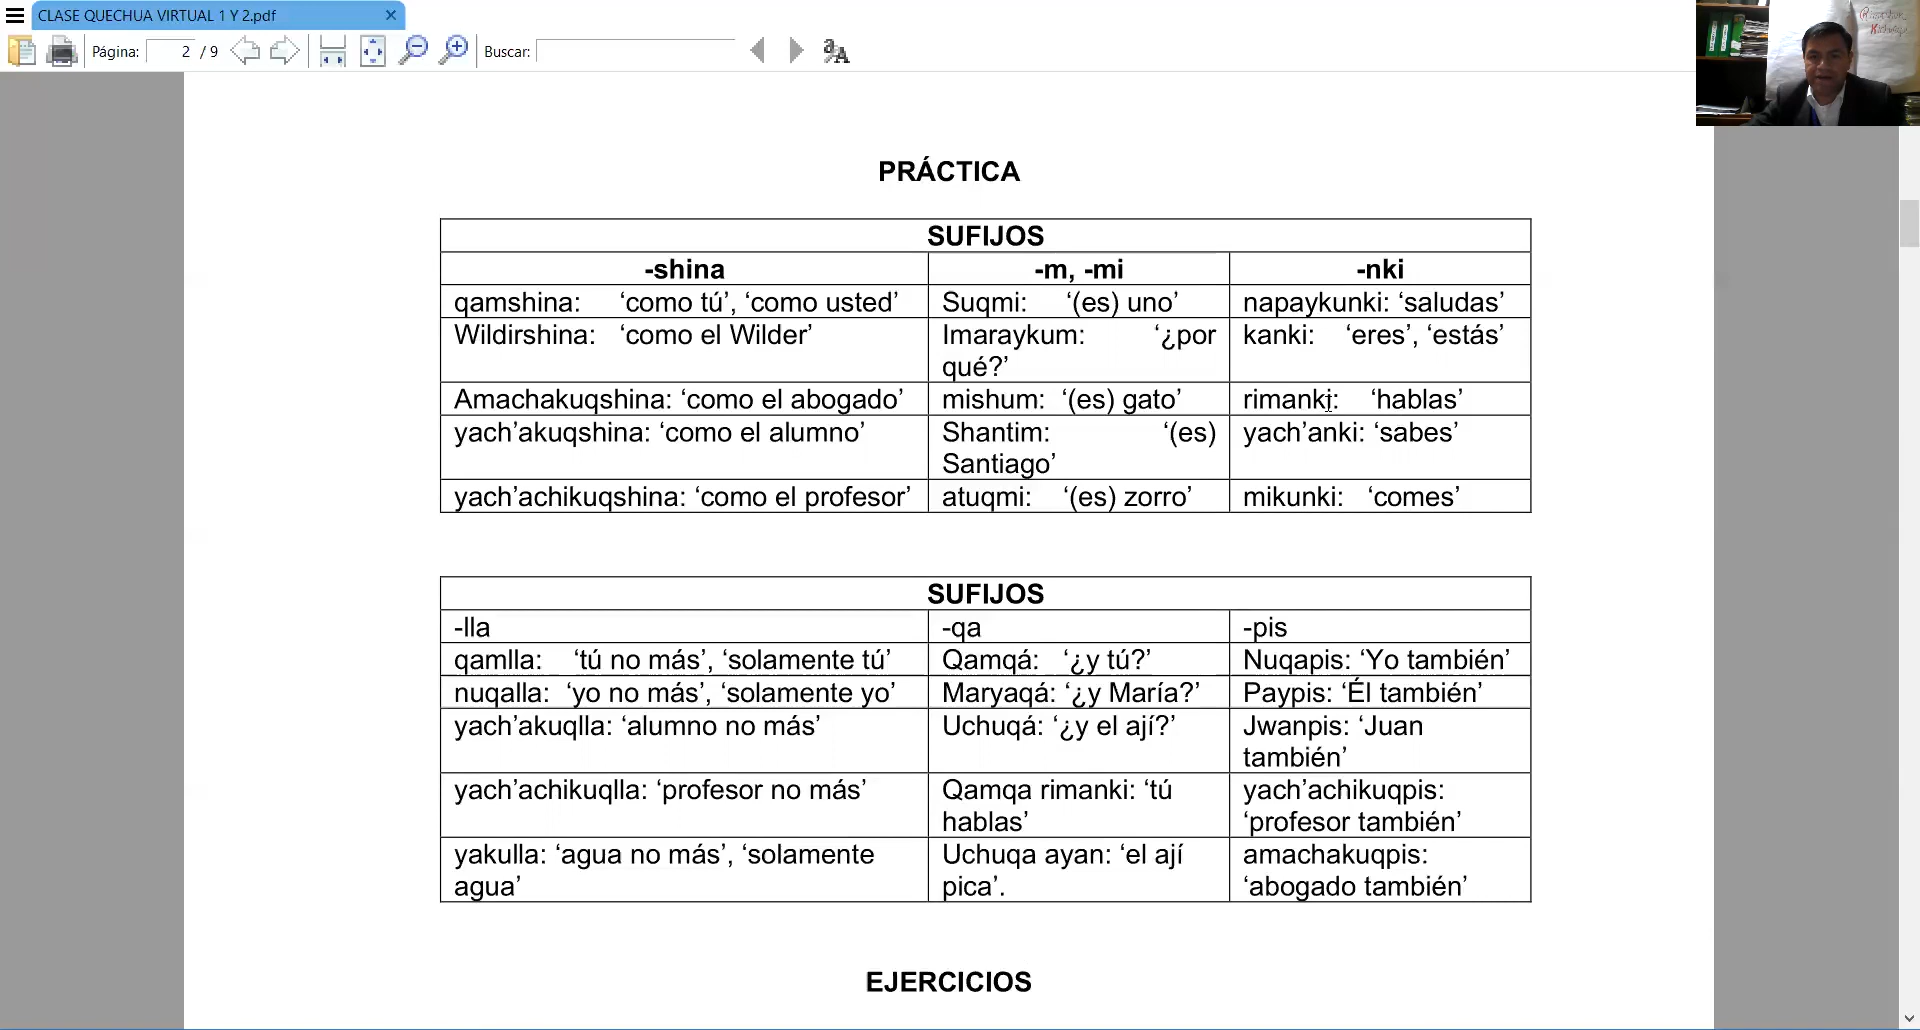 CLASE QUECHUA VIRTUAL 1 Y 2.pdf
Página: 2 / 9 Buscar:
PRÁCTICA
SUFIJOS
-shina -m, -mi -nki
qamshina: ‘como tú’, ‘como usted’ Suqmi: ‘(es) uno’ napaykunki: ‘saludas’
Wildirshina: ‘como el Wilder’ Imaraykum: ‘¿por kanki: ‘eres’, ‘estás’
qué?’
Amachakuqshina: ‘como el abogado’ mishum: ‘(es) gato’ rimanki: ‘hablas’
yach’akuqshina: ‘como el alumno’ Shantim: ‘(es) yach’anki: ‘sabes’
Santiago’
yach’achikuqshina: ‘como el profesor’ atuqmi: ‘(es) zorro’ mikunki: ‘comes’
SUFIJOS
-lla -qa -pis
qamlla: ‘tú no más’, ‘solamente tú’ Qamqá: ‘¿y tú?’ Nuqapis: ‘Yo también’
nuqalla: ‘yo no más’, ‘solamente yo’ Maryaqá: ‘¿y María?’ Paypis: ‘Él también’
yach’akuqlla: ‘alumno no más’ Uchuqá: ‘¿y el ají?’ Jwanpis: ‘Juan
también’
yach’achikuqlla: ‘profesor no más’ Qamqa rimanki: ‘tú yach’achikuqpis:
hablas’ ‘profesor también’
yakulla: ‘agua no más’, ‘solamente Uchuqa ayan: ‘el ají amachakuqpis:
agua’ pica’. ‘abogado también’
EJERCICIOS